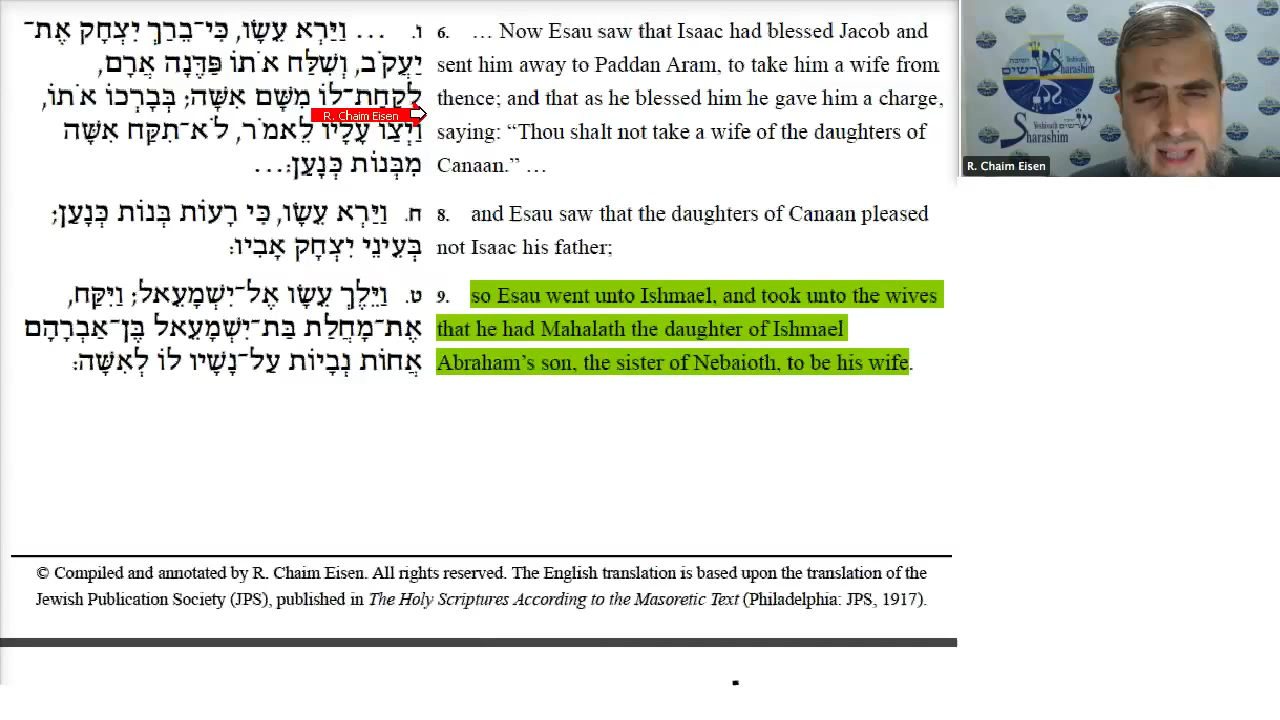 ו. ... וַיַּרְא עֵשָׂו, כִּי־בֵרַךְ יִצְחָק אֶת־
יַעֲקֹב, וְשִׁלַּח אֹתוֹ פַּדֶּנָה אֲרָם,
לָקַחַת־לוֹ מִשָּׁם אִשָּׁה; בְּבָרְכוֹ אֹתוֹ,
וַיְצַו עָלָיו לֵאמֹר, לֹא־תִקַּח אִשָּׁה
מִבְּנוֹת כְּנָעַן׃...
ח. וַיַּרְא עֵשָׂו, כִּי רָעוֹת בְּנוֹת כְּנָעַן;
בְּעֵינֵי יִצְחָק אָבִיו׃
ט. וַיֵּלֶךְ עֵשָׂו אֶל־יִשְׁמָעֵאל; וַיִּקַּח,
אֶת־מָחֲלַת בַּת־יִשְׁמָעֵאל בֶּן־אַבְרָהָם
אֲחוֹת נְבָיוֹת עַל־נָשָׁיו לוֹ לְאִשָּׁה׃
6. … Now Esau saw that Isaac had blessed Jacob and
sent him away to Paddan Aram, to take him a wife from
thence; and that as he blessed him he gave him a charge,
saying: “Thou shalt not take a wife of the daughters of
Canaan.” …
8. and Esau saw that the daughters of Canaan pleased
not Isaac his father;
9. so Esau went unto Ishmael, and took unto the wives
that he had Mahalath the daughter of Ishmael
Abraham’s son, the sister of Nebaioth, to be his wife.
R. Chaim Eisen
© Compiled and annotated by R. Chaim Eisen. All rights reserved. The English translation is based upon the translation of the
Jewish Publication Society (JPS), published in The Holy Scriptures According to the Masoretic Text (Philadelphia: JPS, 1917).
Yeshivath
Sharashim
R. Chaim Eisen